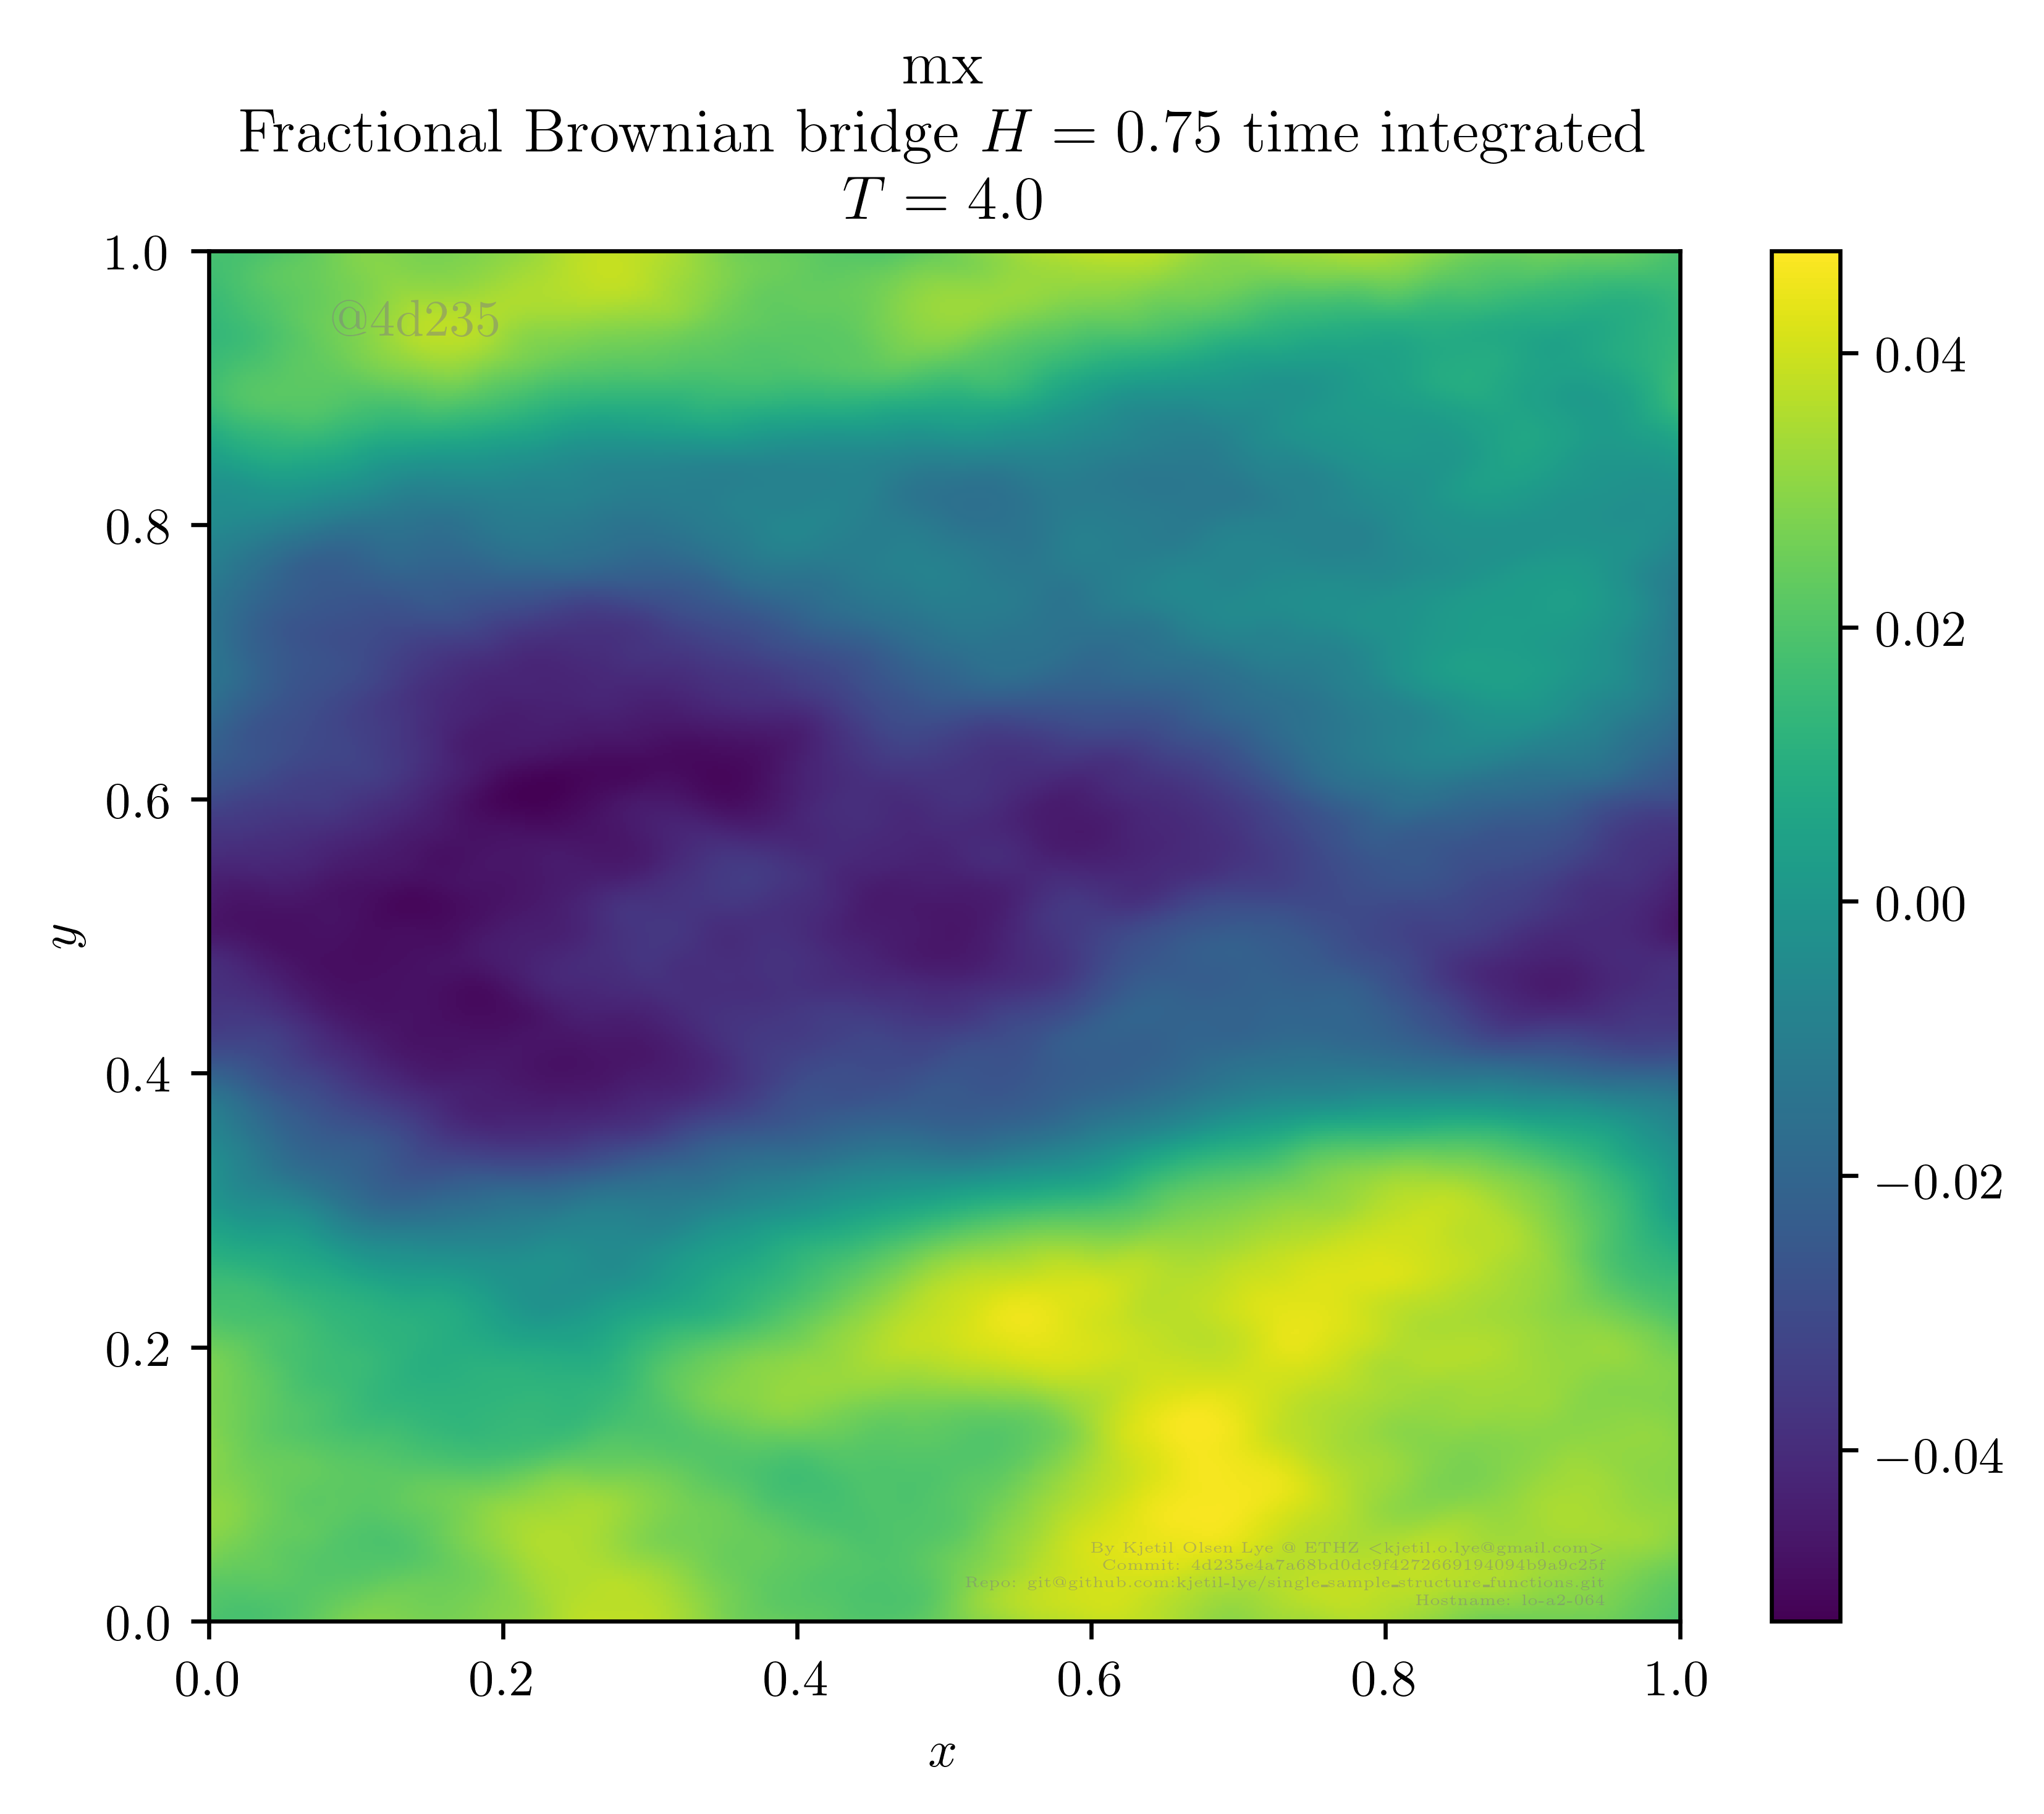 mx
Fractional Brownian bridge H = 0.75 time integrated
T = 4.0
@4d235
1.0
0.8
0.6
0.4
0.2
0.0
y
0.0 0.2 0.4 0.6 0.8 1.0
x
0.04
0.02
0.00
−0.02
−0.04
By Kjetil Olsen Lye @ ETHZ <kjetil.o.lye@gmail.com>
Commit: 4d235e4a7a68bd0dc9f4272669194094b9a9c25f
Repo: git@github.com:kjetil-lye/single_sample_structure_functions.git
Hostname: lo-a2-064